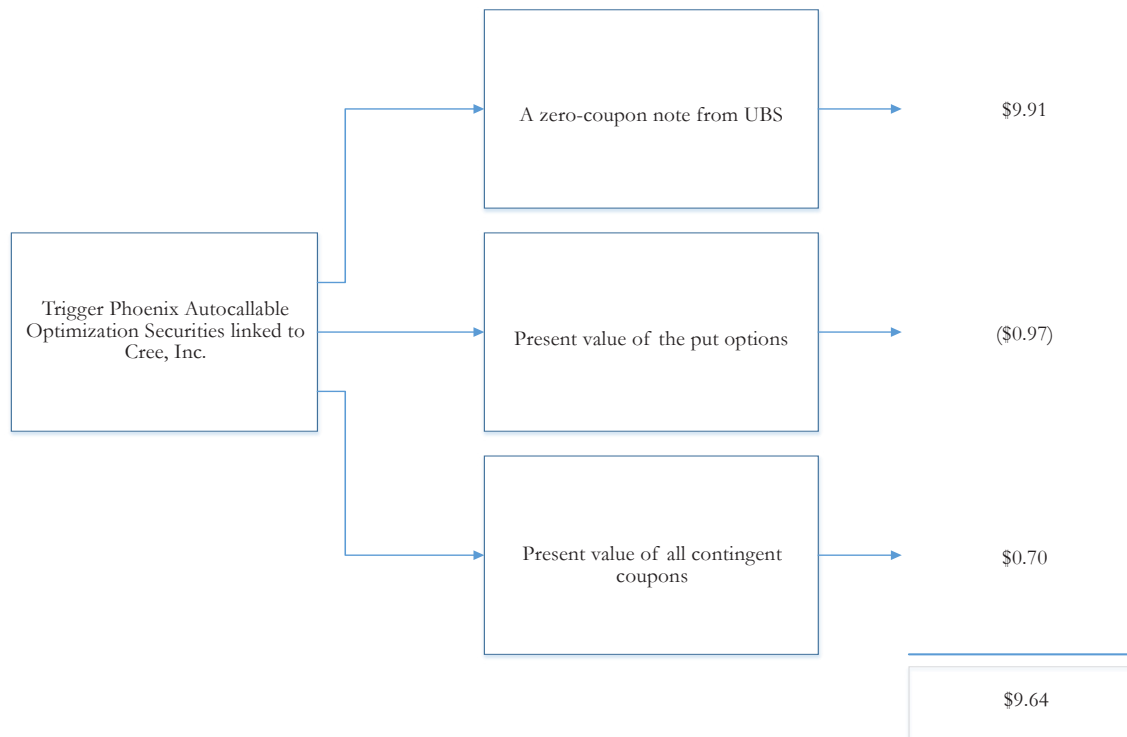 A zero-coupon note from UBS
$9.91
Trigger Phoenix Autocallable
Optimization Securities linked to
Cree, Inc.
Present value of the put options
($0.97)
Present value of all contingent
coupons
$0.70
$9.64